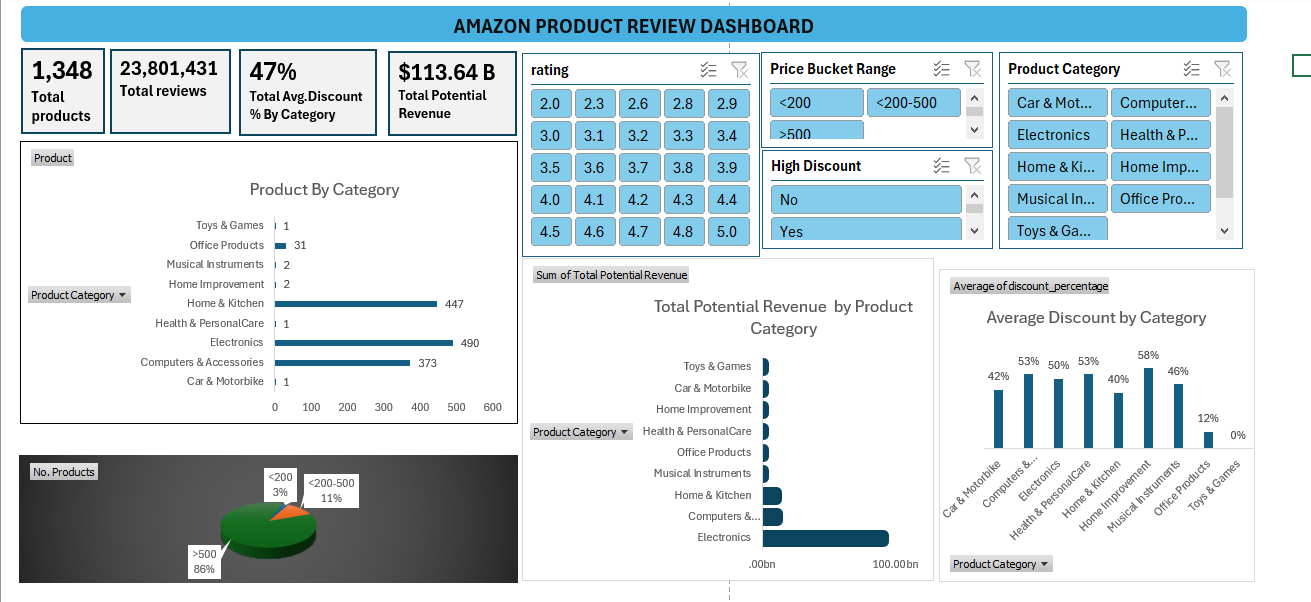 AMAZON PRODUCT REVIEW DASHBOARD
1,348
Total
products
23,801,431
Total reviews
47%
Total Avg.Discount
% By Category
$113.64 B
Total Potential
Revenue
rating
2.0 2.3 2.6 2.8 2.9
3.0 3.1 3.2 3.3 3.4
3.5 3.6 3.7 3.8 3.9
4.0 4.1 4.2 4.3 4.4
4.5 4.6 4.7 4.8 5.0
Price Bucket Range
<200 <200-500
>500
High Discount
No
Yes
Product Category
Car & Mot... Computer...
Electronics Health & P...
Home & Ki... Home Imp...
Musical In... Office Pro...
Toys & Ga...
Product
Product By Category
Toys & Games 1
Office Products 31
Musical Instruments 2
Home Improvement 2
Home & Kitchen 447
Health & PersonalCare 1
Electronics 490
Computers & Accessories 373
Car & Motorbike 1
0 100 200 300 400 500 600
Product Category
No. Products
<200
3%
<200-500
11%
>500
86%
Sum of Total Potential Revenue
Total Potential Revenue by Product
Category
Toys & Games
Car & Motorbike
Home Improvement
Health & PersonalCare
Office Products
Musical Instruments
Home & Kitchen
Computers &...
Electronics
.00bn 100.00bn
Product Category
Average of discount_percentage
Average Discount by Category
42% 53% 50% 53% 40% 58% 46% 12% 0%
Car & Motorbike
Computers &...
Electronics
Health & PersonalCare
Home & Kitchen
Home Improvement
Musical Instruments
Office Products
Toys & Games
Product Category